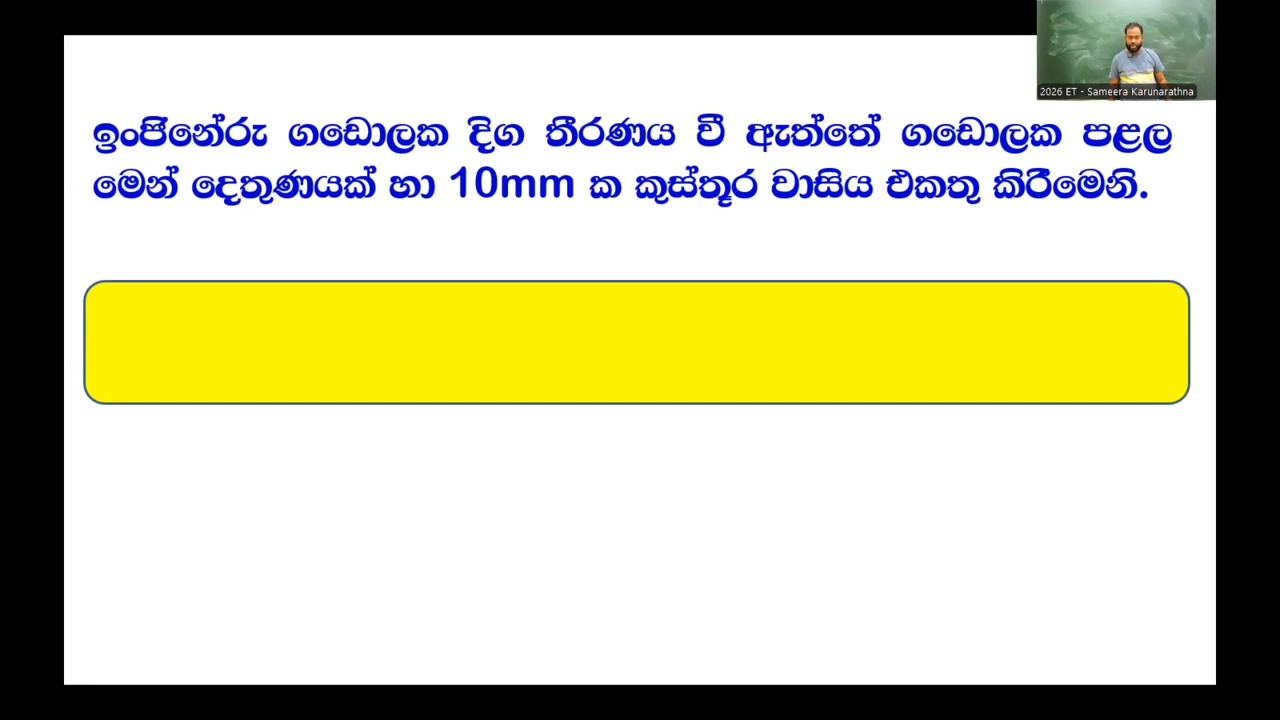 2026 ET - Sameera Karunarathna
ඉංජිනේරු ගඩොලක දිග තීරණය වී ඇත්තේ ගඩොලක පළල
මෙන් දෙතුණයක් හා 10mm ක කුස්තූර වාසිය එකතු කිරීමෙනි.